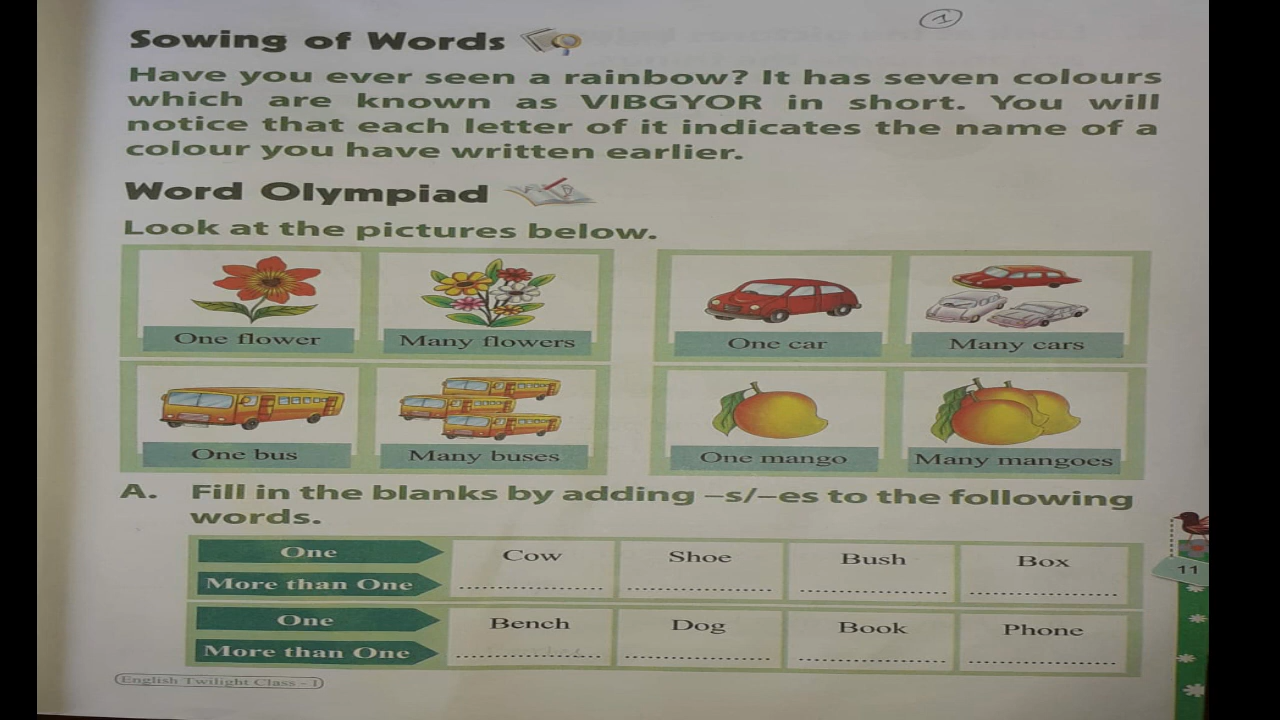 1
Sowing of Words
Have you ever seen a rainbow? It has seven colours
which are known as VIBGYOR in short. You will
notice that each letter of it indicates the name of a
colour you have written earlier.
Word Olympiad
Look at the pictures below.
One flower Many flowers One car Many cars
One bus Many buses One mango Many mangoes
A. Fill in the blanks by adding –s/–es to the following
words.
One Cow Shoe Bush Box
More than One ........................ ........................ ........................ ........................
One Bench Dog Book Phone
More than One ........................ ........................ ........................ ........................
11
English Twilight Class - I